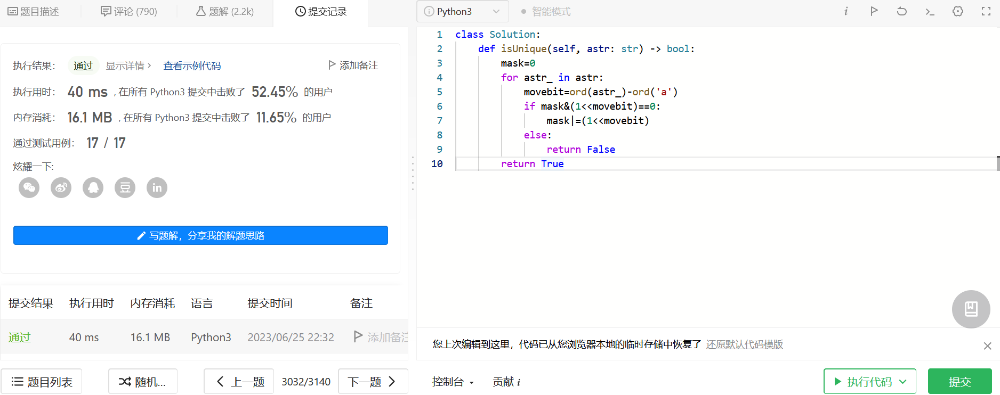 题目描述 评论 (790) 题解 (2.2k) 提交记录
执行结果： 通过 显示详情 > 查看示例代码 添加备注
执行用时： 40 ms , 在所有 Python3 提交中击败了 52.45% 的用户
内存消耗： 16.1 MB , 在所有 Python3 提交中击败了 11.65% 的用户
通过测试用例： 17 / 17
炫耀一下:
in
写题解，分享我的解题思路
提交结果 执行用时 内存消耗 语言 提交时间 备注
通过 40 ms 16.1 MB Python3 2023/06/25 22:32 添加备注
题目列表 随机... 上一题 3032/3140 下一题
Python3 智能模式
1 class Solution:
2     def isUnique(self, astr: str) -> bool:
3         mask=0
4         for astr_ in astr:
5             movebit=ord(astr_)-ord('a')
6             if mask&(1<<movebit)==0:
7                 mask|=(1<<movebit)
8             else:
9                 return False
10         return True
您上次编辑到这里，代码已从您浏览器本地的临时存储中恢复了 还原默认代码模版
控制台 贡献 i 执行代码 提交